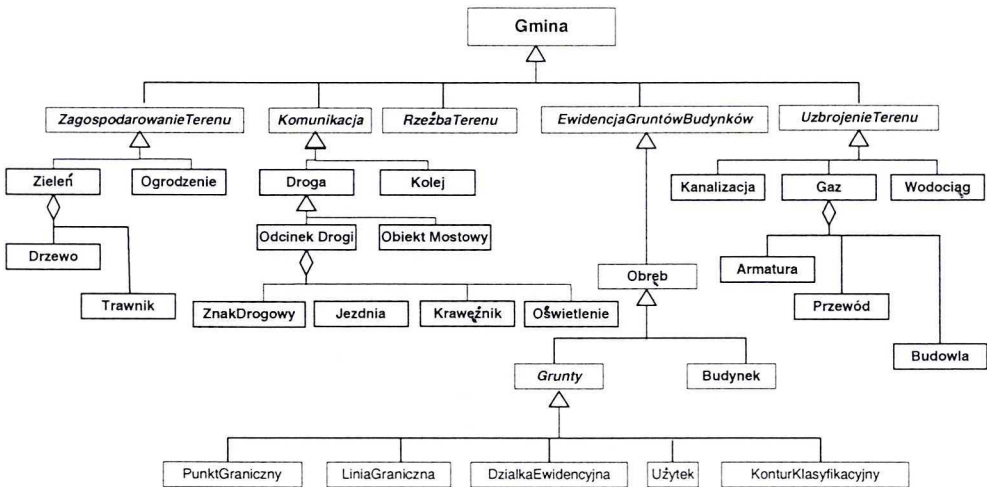 Gmina
ZagospodarowanieTerenu
Komunikacja
RzeźbaTerenu
EwidencjaGruntówBudynków
UzbrojenieTerenu
Zieleń
Ogrodzenie
Droga
Kolej
Kanalizacja
Gaz
Wodociąg
Odcinek Drogi
Obiekt Mostowy
Drzewo
Armatura
Obręb
Trawnik
ZnakDrogowy
Jezdnia
Krawężnik
Oświetlenie
Przewód
Budowla
Grunty
Budynek
PunktGraniczny
LiniaGraniczna
DzialkaEwidencyjna
Użytek
KonturKlasyfikacyjny